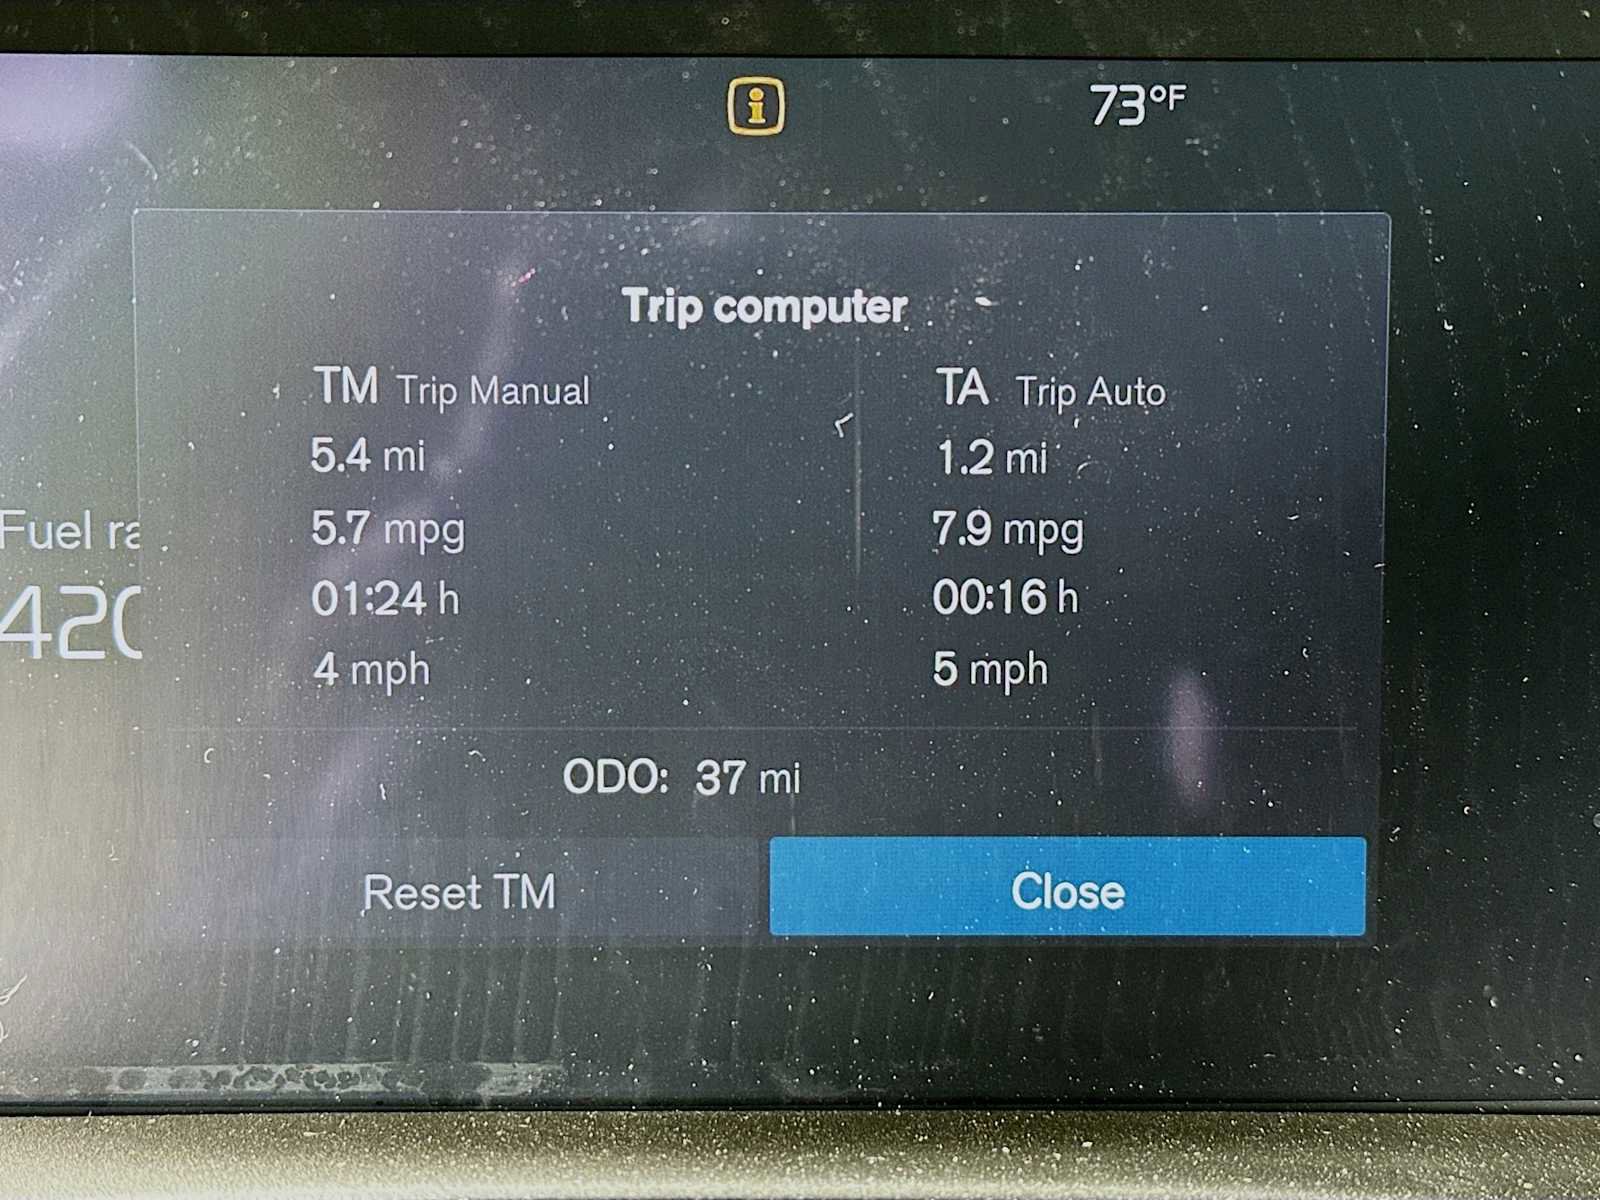 73°F
Trip computer
TM Trip Manual
5.4 mi
5.7 mpg
01:24 h
4 mph
TA Trip Auto
1.2 mi
7.9 mpg
00:16 h
5 mph
Fuel
ODO: 37 mi
Reset TM
Close